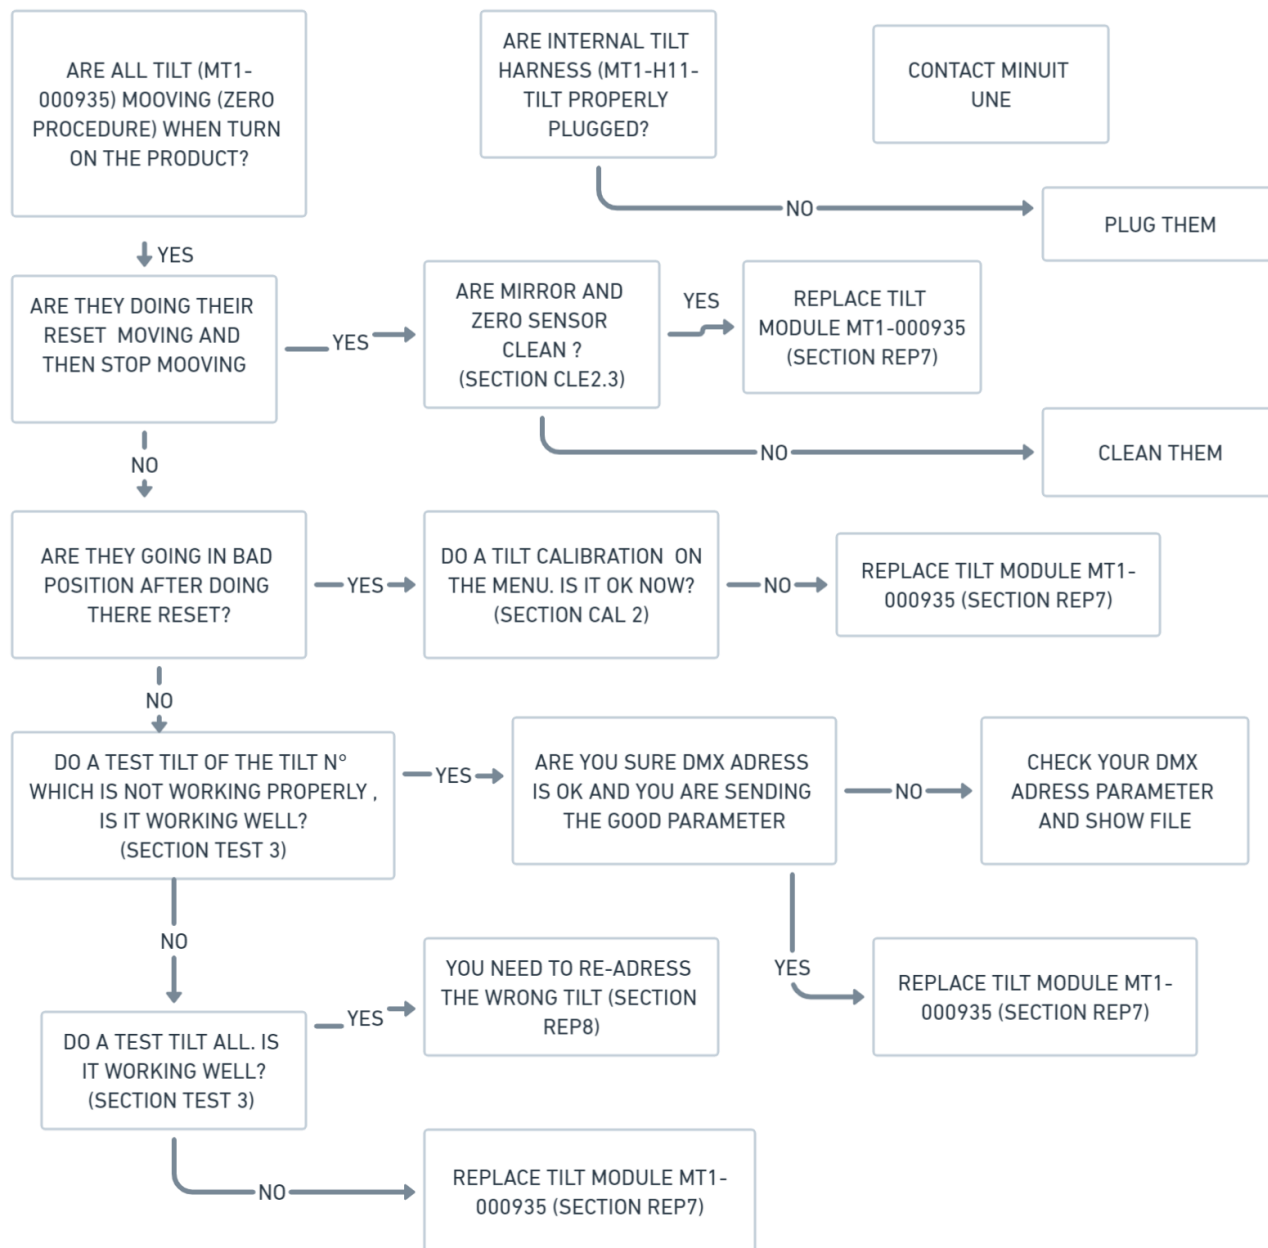 ARE ALL TILT (MT1-
000935) MOOVING (ZERO
PROCEDURE) WHEN TURN
ON THE PRODUCT?
ARE INTERNAL TILT
HARNESS (MT1-H11-
TILT PROPERLY
PLUGGED?
CONTACT MINUIT
UNE
NO
PLUG THEM
YES
ARE THEY DOING THEIR
RESET MOVING AND
THEN STOP MOOVING
YES
ARE MIRROR AND
ZERO SENSOR
CLEAN ?
(SECTION CLE2.3)
YES
REPLACE TILT
MODULE MT1-000935
(SECTION REP7)
NO
CLEAN THEM
NO
ARE THEY GOING IN BAD
POSITION AFTER DOING
THERE RESET?
YES
DO A TILT CALIBRATION ON
THE MENU. IS IT OK NOW?
(SECTION CAL 2)
NO
REPLACE TILT MODULE MT1-
000935 (SECTION REP7)
NO
DO A TEST TILT OF THE TILT N°
WHICH IS NOT WORKING PROPERLY ,
IS IT WORKING WELL?
(SECTION TEST 3)
YES
ARE YOU SURE DMX ADRESS
IS OK AND YOU ARE SENDING
THE GOOD PARAMETER
NO
CHECK YOUR DMX
ADRESS PARAMETER
AND SHOW FILE
NO
YES
REPLACE TILT MODULE MT1-
000935 (SECTION REP7)
DO A TEST TILT ALL. IS
IT WORKING WELL?
(SECTION TEST 3)
YES
YOU NEED TO RE-ADRESS
THE WRONG TILT (SECTION
REP8)
NO
REPLACE TILT MODULE MT1-
000935 (SECTION REP7)